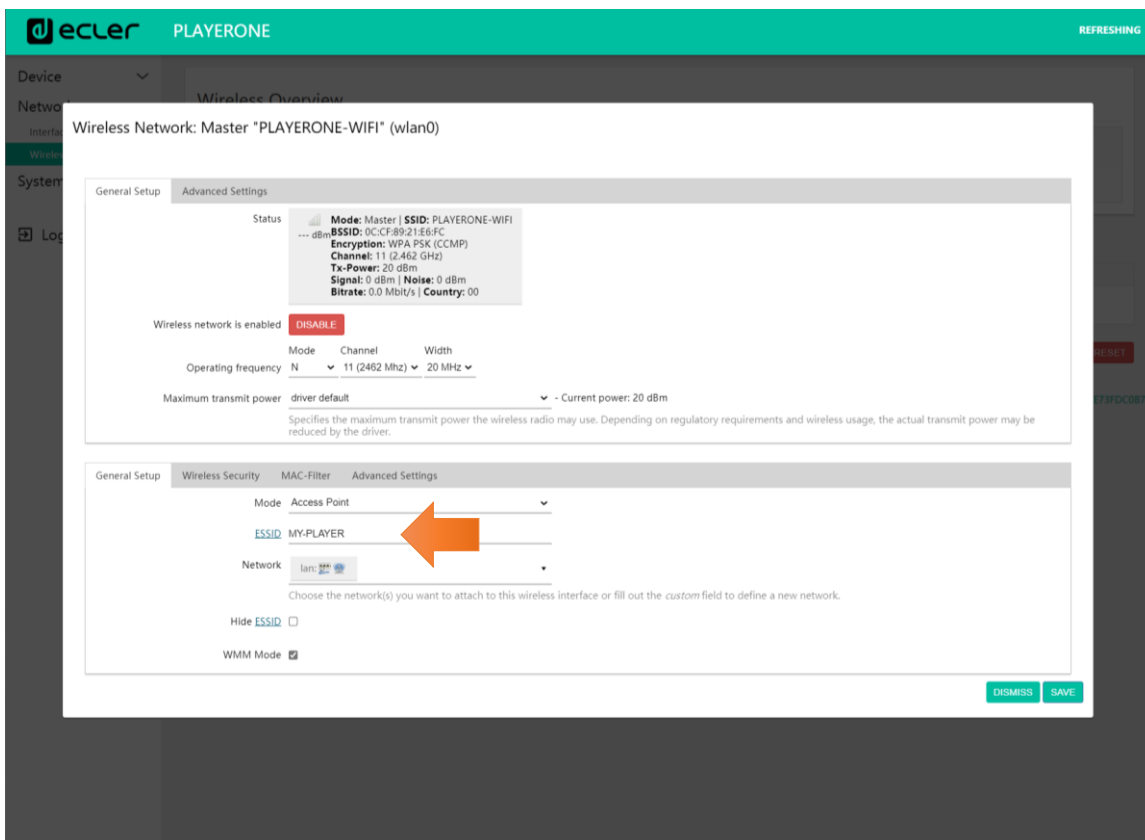 ecler PLAYERONE REFRESHING
Device
Wireless Overview
Wireless Network: Master "PLAYERONE-WIFI" (wlan0)
General Setup Advanced Settings
Status
Mode: Master | SSID: PLAYERONE-WIFI
--- dBm BSSID: 0C:CF:89:21:E6:FC
Encryption: WPA PSK (CCMP)
Channel: 11 (2.462 GHz)
Tx-Power: 20 dBm
Signal: 0 dBm | Noise: 0 dBm
Bitrate: 0.0 Mbit/s | Country: 00
Wireless network is enabled DISABLE
Mode Channel Width
Operating frequency N 11 (2462 Mhz) 20 MHz
RESET
Maximum transmit power driver default - Current power: 20 dBm
Specifies the maximum transmit power the wireless radio may use. Depending on regulatory requirements and wireless usage, the actual transmit power may be
reduced by the driver.
General Setup Wireless Security MAC-Filter Advanced Settings
Mode Access Point
ESSID MY-PLAYER
Network lan:
Choose the network(s) you want to attach to this wireless interface or fill out the custom field to define a new network.
Hide ESSID
WMM Mode
DISMISS SAVE